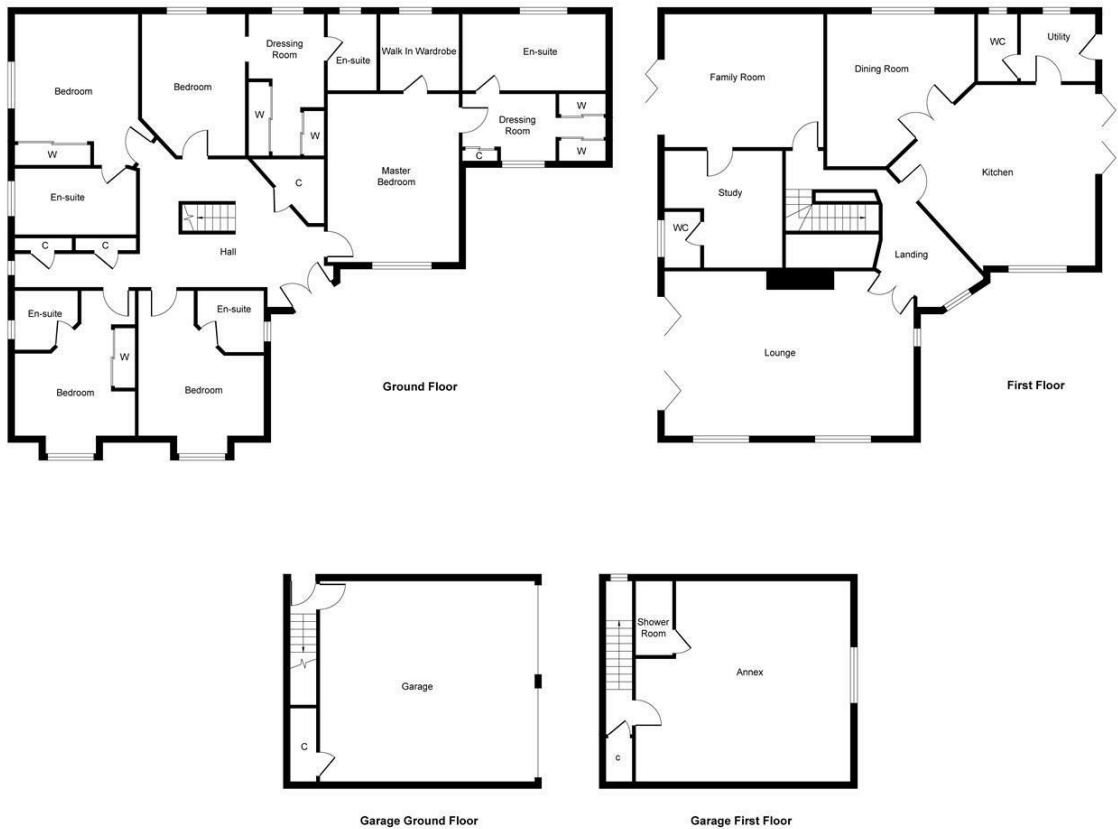 Dressing
Room
En-suite
Walk In Wardrobe
En-suite
Bedroom
Bedroom
W
W
W
W
Dressing
Room
W
C
C
Master
Bedroom
En-suite
C
C
Hall
En-suite
En-suite
W
Bedroom
Bedroom
Ground Floor
WC
Utility
Family Room
Dining Room
Kitchen
Study
WC
Landing
Lounge
First Floor
Garage
C
Garage Ground Floor
Shower
Room
Annex
c
Garage First Floor